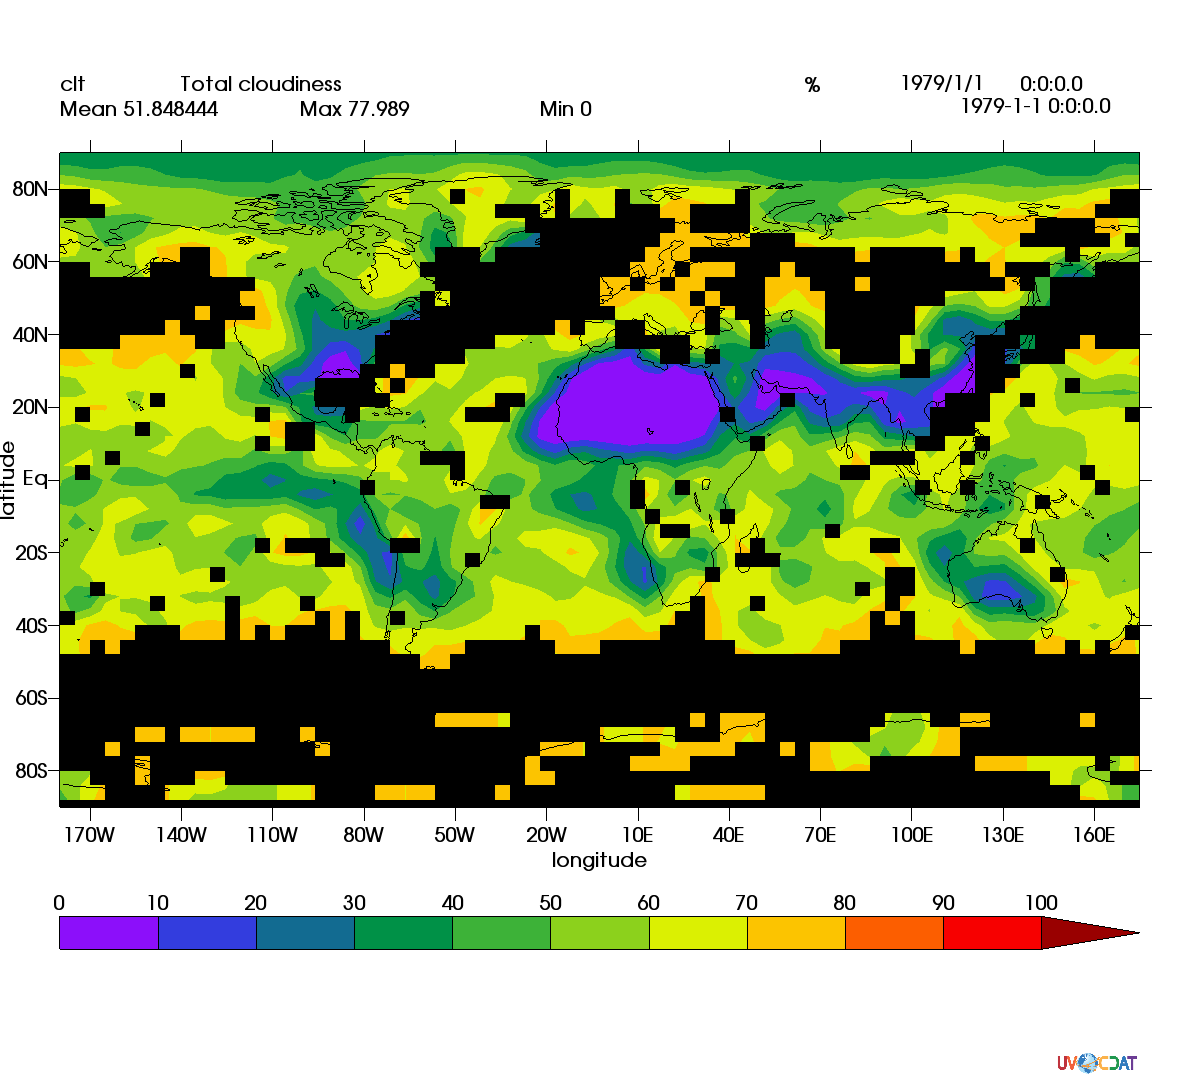 clt Total cloudiness % 1979/1/1 0:0:0.0
Mean 51.848444 Max 77.989 Min 0 1979-1-1 0:0:0.0
80N
60N
40N
20N
Eq
20S
40S
60S
80S
latitude
170W 140W 110W 80W 50W 20W 10E 40E 70E 100E 130E 160E
longitude
0 10 20 30 40 50 60 70 80 90 100
UV CDAT